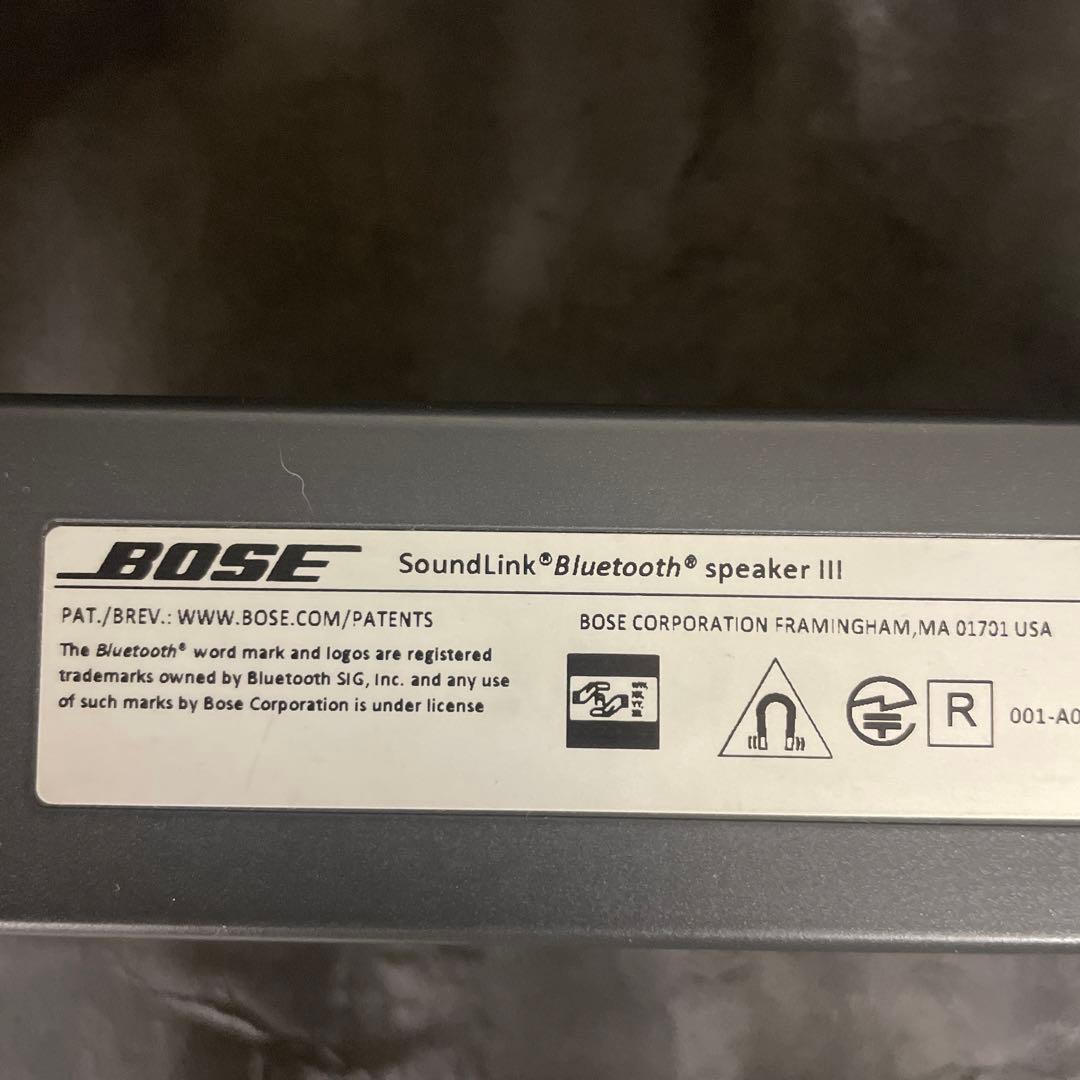 BOSE SoundLink®Bluetooth® speaker III
PAT./BREV.: WWW.BOSE.COM/PATENTS
BOSE CORPORATION FRAMINGHAM,MA 01701 USA
The Bluetooth® word mark and logos are registered
trademarks owned by Bluetooth SIG, Inc. and any use
of such marks by Bose Corporation is under license
R
001-A0